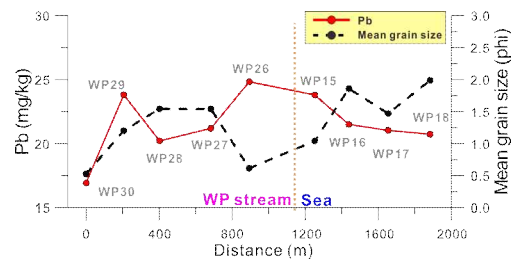 30
25
20
15
Pb (mg/kg)
Pb
Mean grain size
3.0
2.5
2.0
1.5
1.0
0.5
0.0
Mean grain size (phi)
WP30
WP29
WP28
WP27
WP26
WP15
WP16
WP17
WP18
WP stream
Sea
0
400
800
1200
1600
2000
Distance (m)